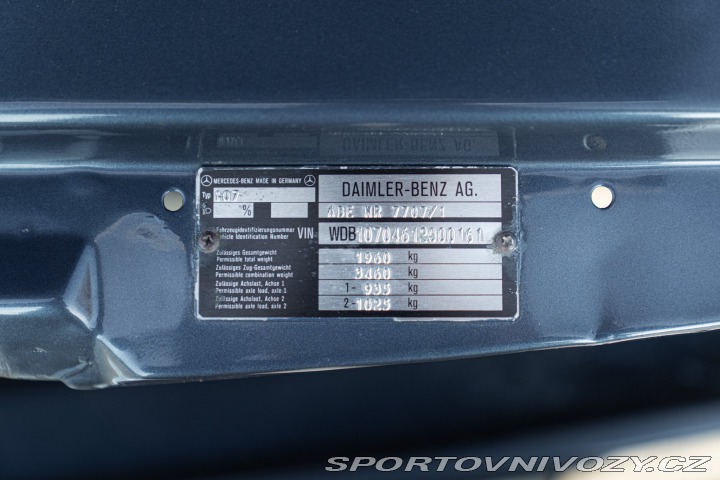 MERCEDES-BENZ MADE IN GERMANY
DAIMLER-BENZ AG.
Typ 107
%
ABE NR 7707/1
Fahrzeugidentifizierungsnummer
Vehicle Identification Number VIN
WDB
Zulässiges Gesamtgewicht
Permissible total weight
1960 kg
Zulässiges Zug-Gesamtgewicht
Permissible combination weight
3460 kg
Zulässige Achslast, Achse 1
Permissible axle load, axle 1
1- 995 kg
Zulässige Achslast, Achse 2
Permissible axle load, axle 2
2- 1025 kg
SPORTOVNIVOZY.CZ